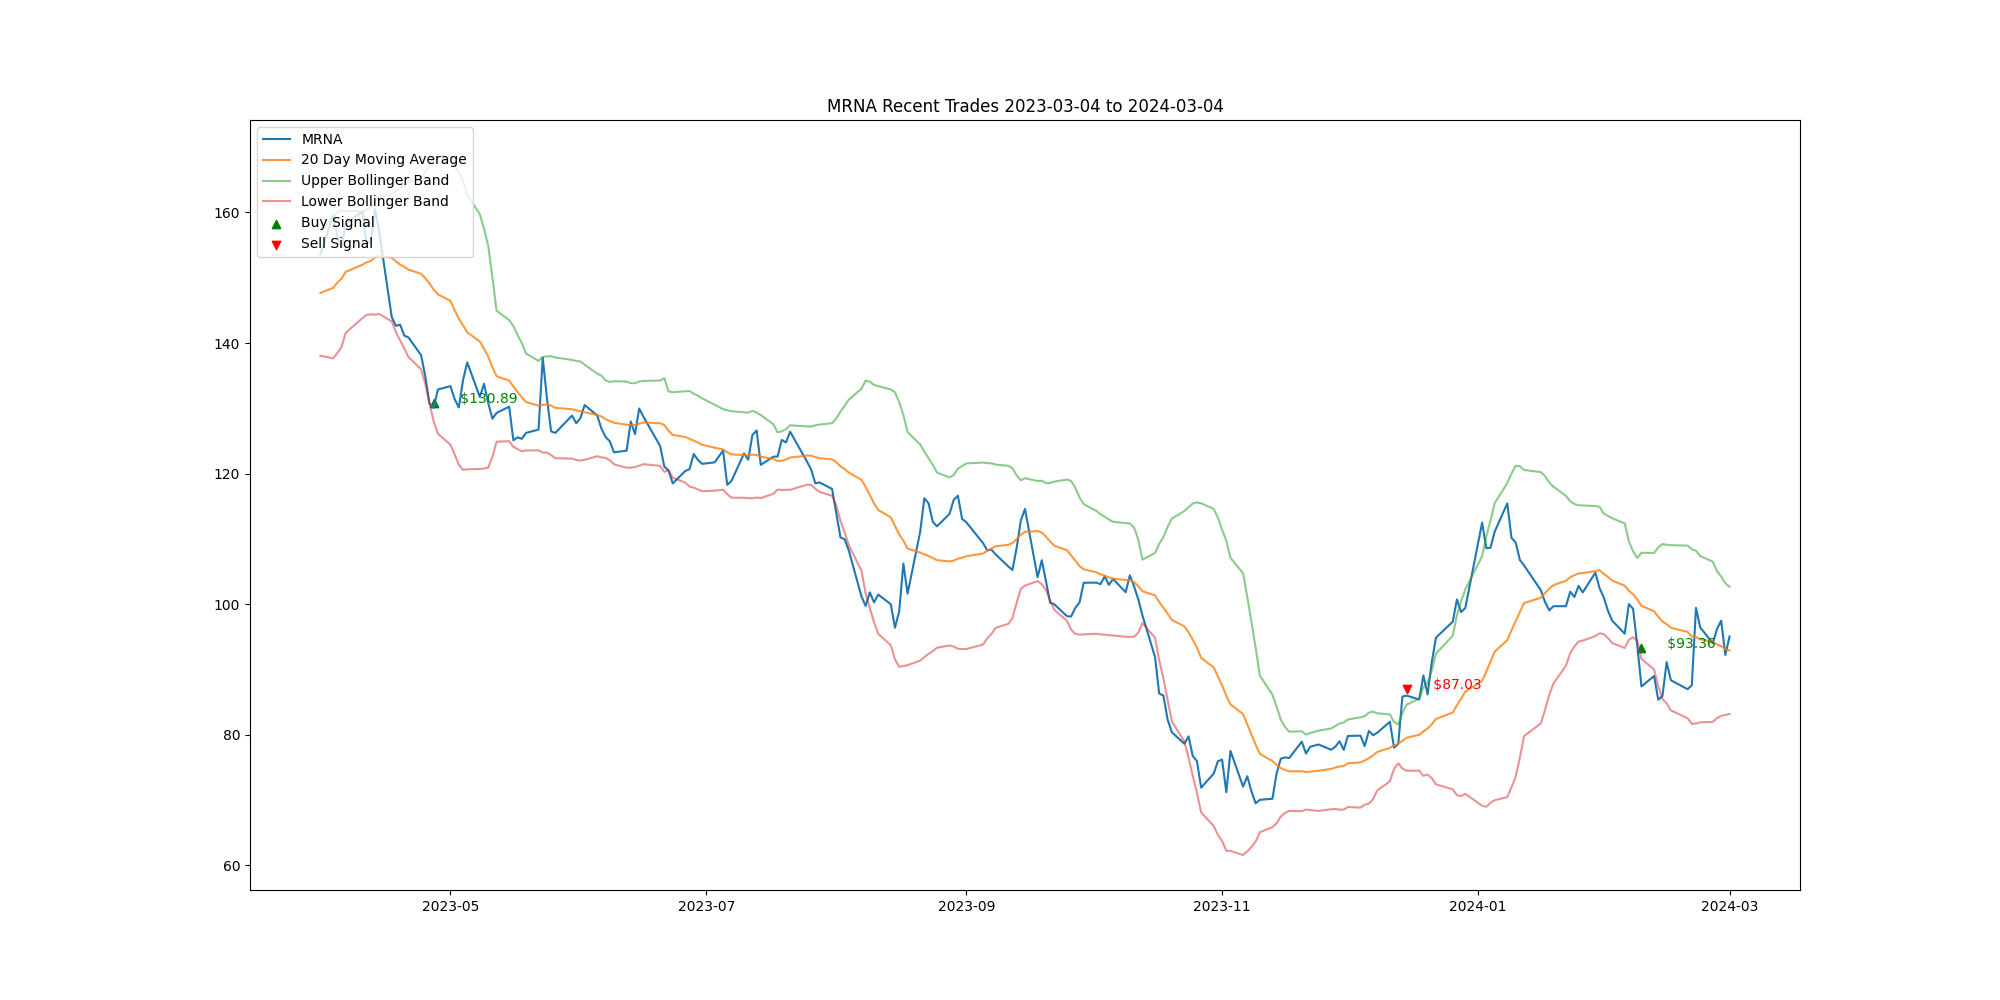 MRNA Recent Trades 2023-03-04 to 2024-03-04
MRNA
20 Day Moving Average
Upper Bollinger Band
Lower Bollinger Band
Buy Signal
Sell Signal
160
140
120
100
80
60
$130.89
$87.03
$93.36
2023-05
2023-07
2023-09
2023-11
2024-01
2024-03